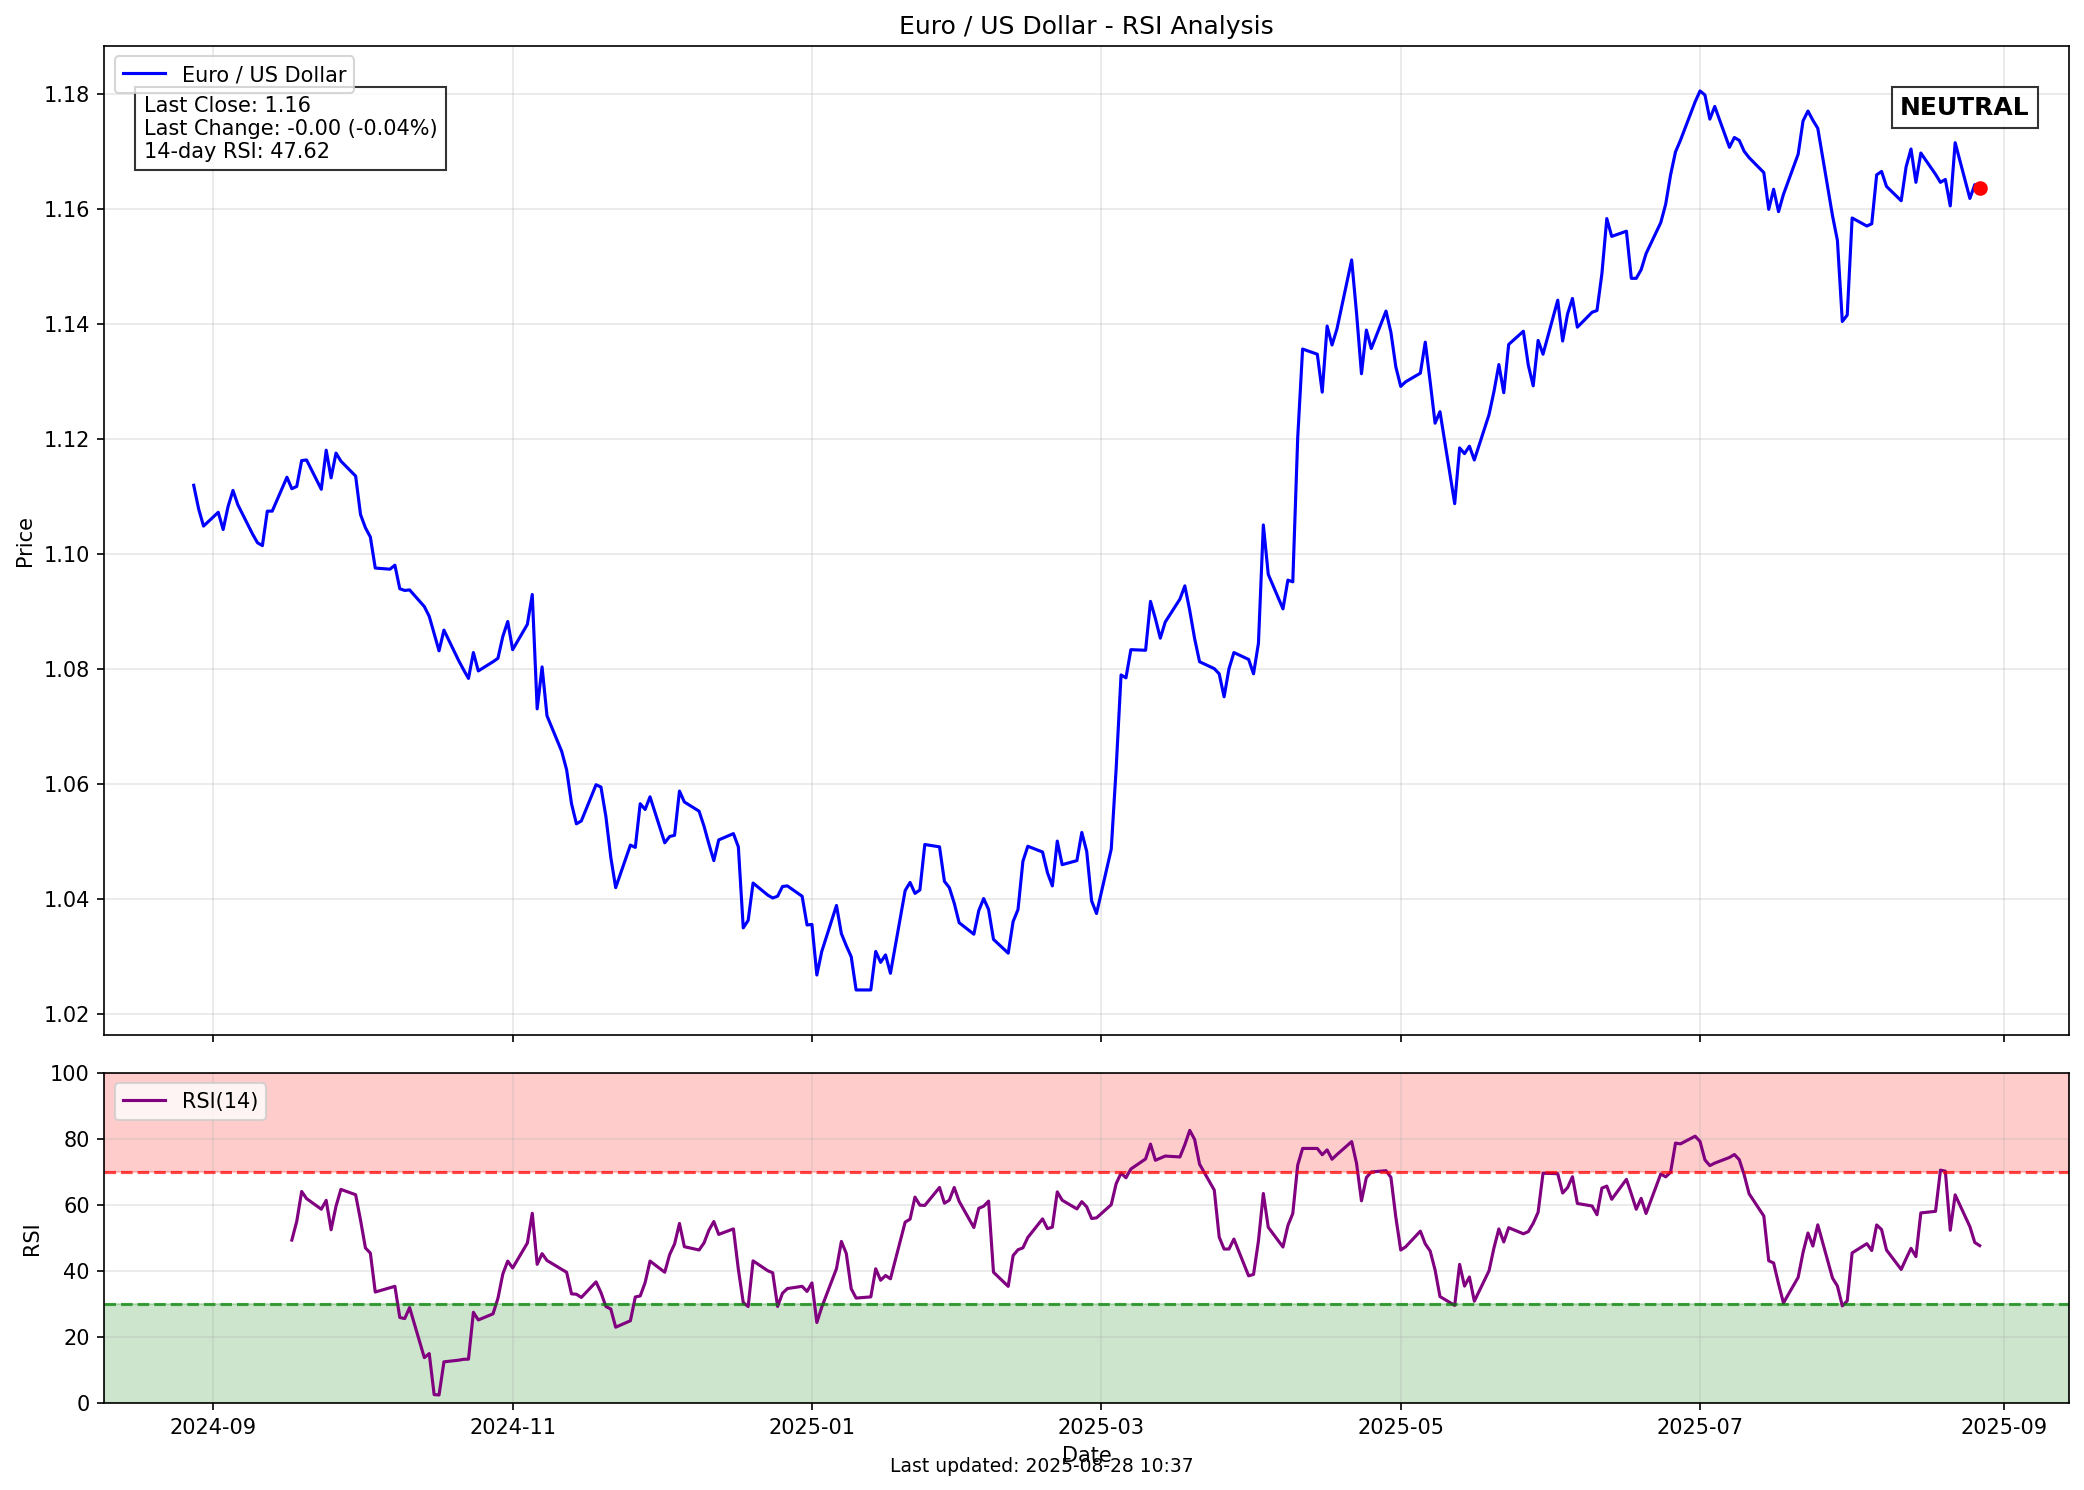 Euro / US Dollar - RSI Analysis
Euro / US Dollar
Last Close: 1.16
Last Change: -0.00 (-0.04%)
14-day RSI: 47.62
NEUTRAL
Price
1.18
1.16
1.14
1.12
1.10
1.08
1.06
1.04
1.02
RSI(14)
RSI
100
80
60
40
20
0
2024-09 2024-11 2025-01 2025-03 2025-05 2025-07 2025-09
Date
Last updated: 2025-08-28 10:37